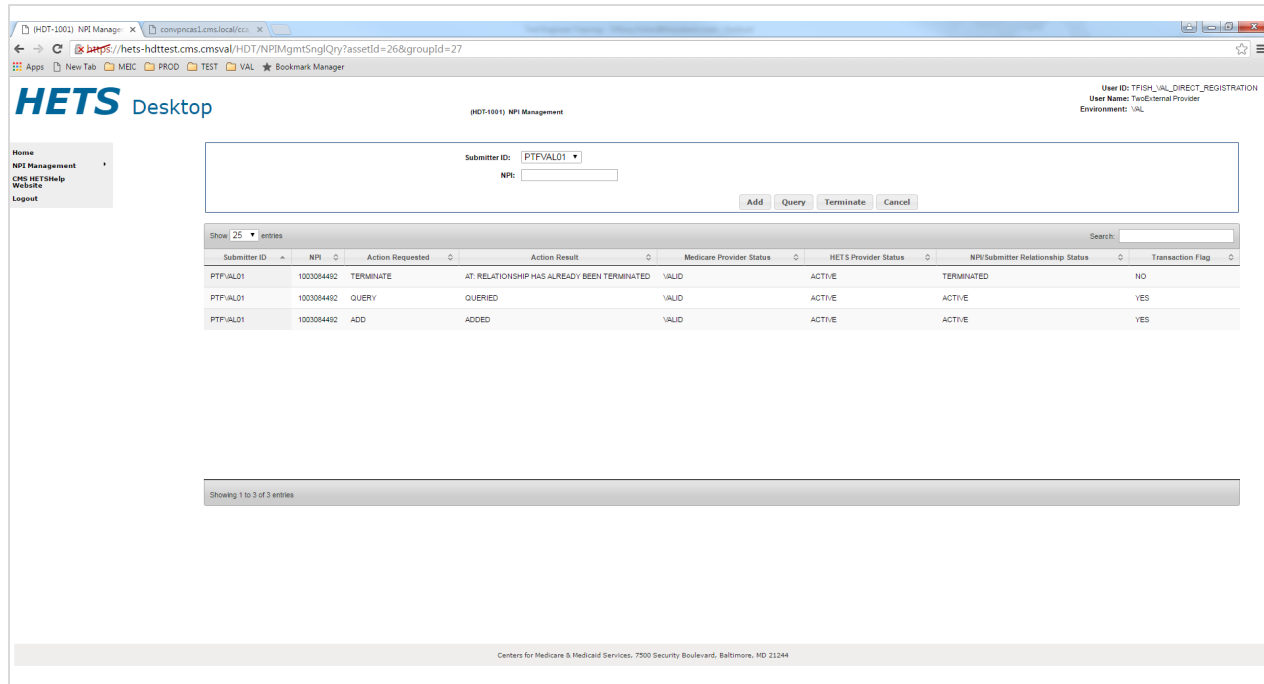 (HDT-1001) NPI Manage
convpncas1.cms.local/cca
https://hets-hdttest.cms.cmsval/HDT/NPIMgmtSnglQry?assetId=26&groupId=27
Apps New Tab MEIC PROD TEST VAL Bookmark Manager
HETS Desktop
(HDT-1001) NPI Management
User ID: TFISH_VAL_DIRECT_REGISTRATION
User Name: TwoExternal Provider
Environment: VAL
Home
NPI Management
CMS HETSHelp
Website
Logout
Submitter ID: PTFVAL01
NPI:
Add Query Terminate Cancel
Show 25 entries Search:
Submitter ID NPI Action Requested Action Result Medicare Provider Status HETS Provider Status NPI/Submitter Relationship Status Transaction Flag
PTFVAL01 1003084492 TERMINATE AT: RELATIONSHIP HAS ALREADY BEEN TERMINATED VALID ACTIVE TERMINATED NO
PTFVAL01 1003084492 QUERY QUERIED VALID ACTIVE ACTIVE YES
PTFVAL01 1003084492 ADD ADDED VALID ACTIVE ACTIVE YES
Showing 1 to 3 of 3 entries
Centers for Medicare & Medicaid Services, 7500 Security Boulevard, Baltimore, MD 21244